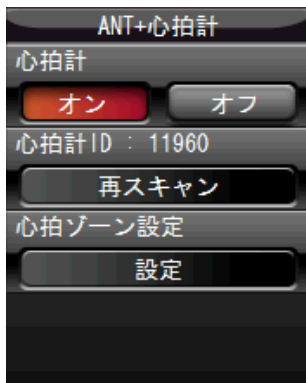 ANT+心拍計
心拍計
オン オフ
心拍計ID : 11960
再スキャン
心拍ゾーン設定
設定